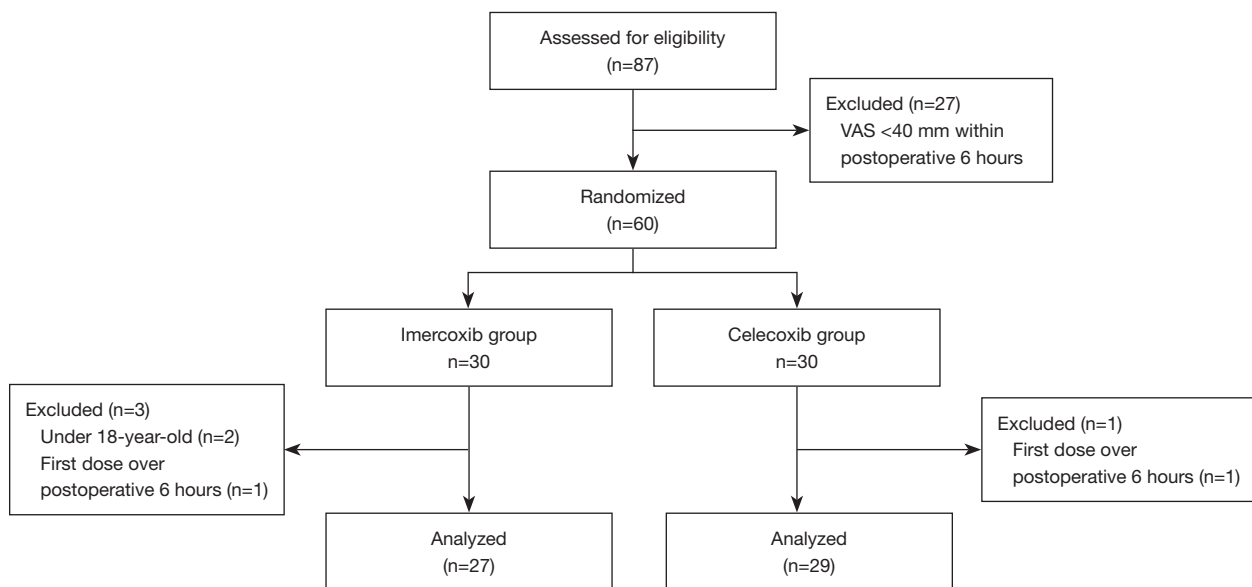 Assessed for eligibility
(n=87)
Excluded (n=27)
VAS <40 mm within
postoperative 6 hours
Randomized
(n=60)
Imercoxib group
n=30
Celecoxib group
n=30
Excluded (n=3)
Under 18-year-old (n=2)
First dose over
postoperative 6 hours (n=1)
Excluded (n=1)
First dose over
postoperative 6 hours (n=1)
Analyzed
(n=27)
Analyzed
(n=29)